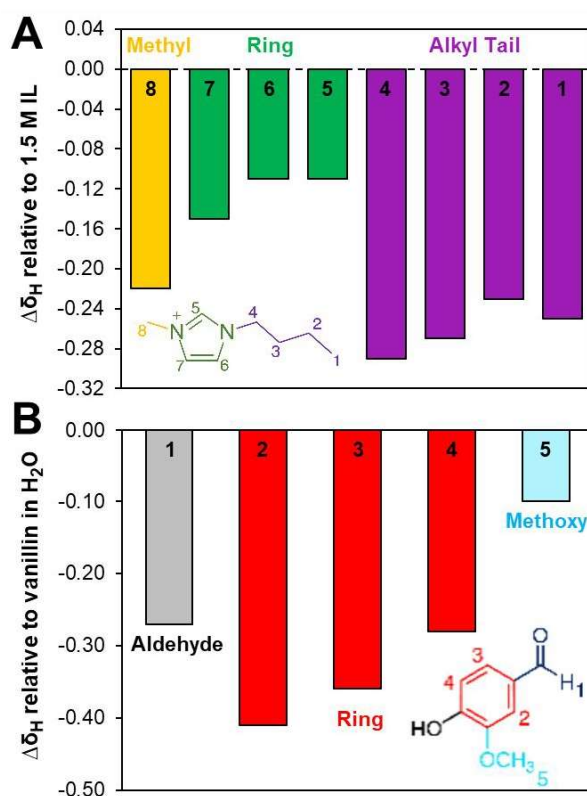 A
ΔδH relative to 1.5 M IL
0.04
0.00
-0.04
-0.08
-0.12
-0.16
-0.20
-0.24
-0.28
-0.32
Methyl Ring Alkyl Tail
8 7 6 5 4 3 2 1
5
4
+
N N
8
2
3
1
7 6
B
ΔδH relative to vanillin in H2O
0.00
-0.10
-0.20
-0.30
-0.40
-0.50
1 2 3 4 5
Methoxy
Aldehyde
Ring
O
3
4
H1
HO 2
OCH3
5